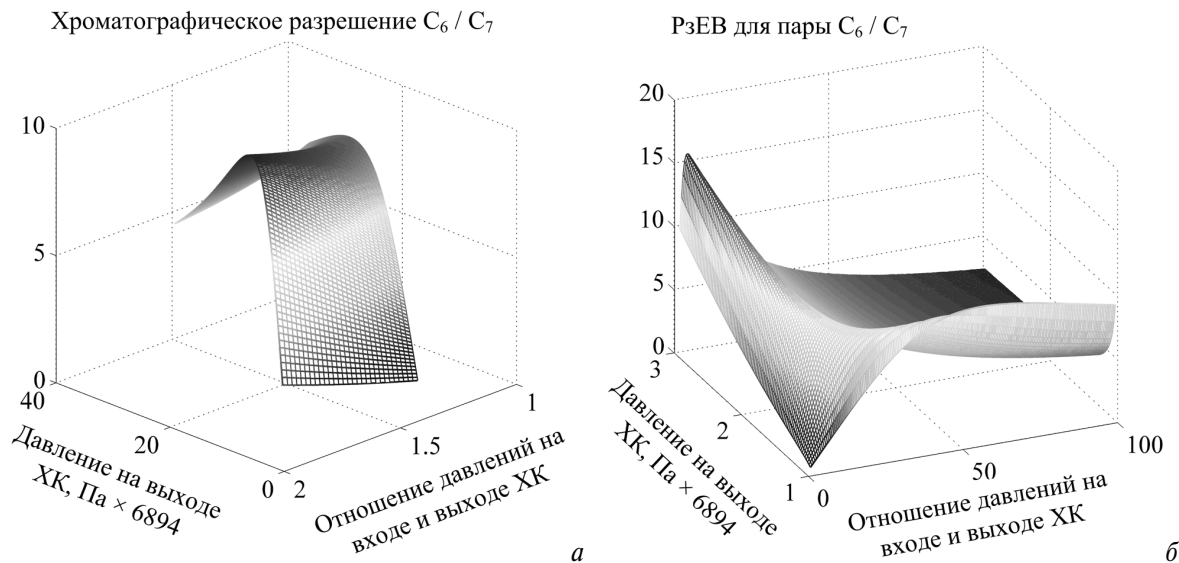 Хроматографическое разрешение C₆ / C₇
10
5
0
40
20
0
2
1.5
1
Давление на выходе
ХК, Па × 6894
Отношение давлений на
входе и выходе ХК
а
РзЕВ для пары C₆ / C₇
20
15
10
5
0
3
2
1
0
50
100
Давление на выходе
ХК, Па × 6894
Отношение давлений на
входе и выходе ХК
б